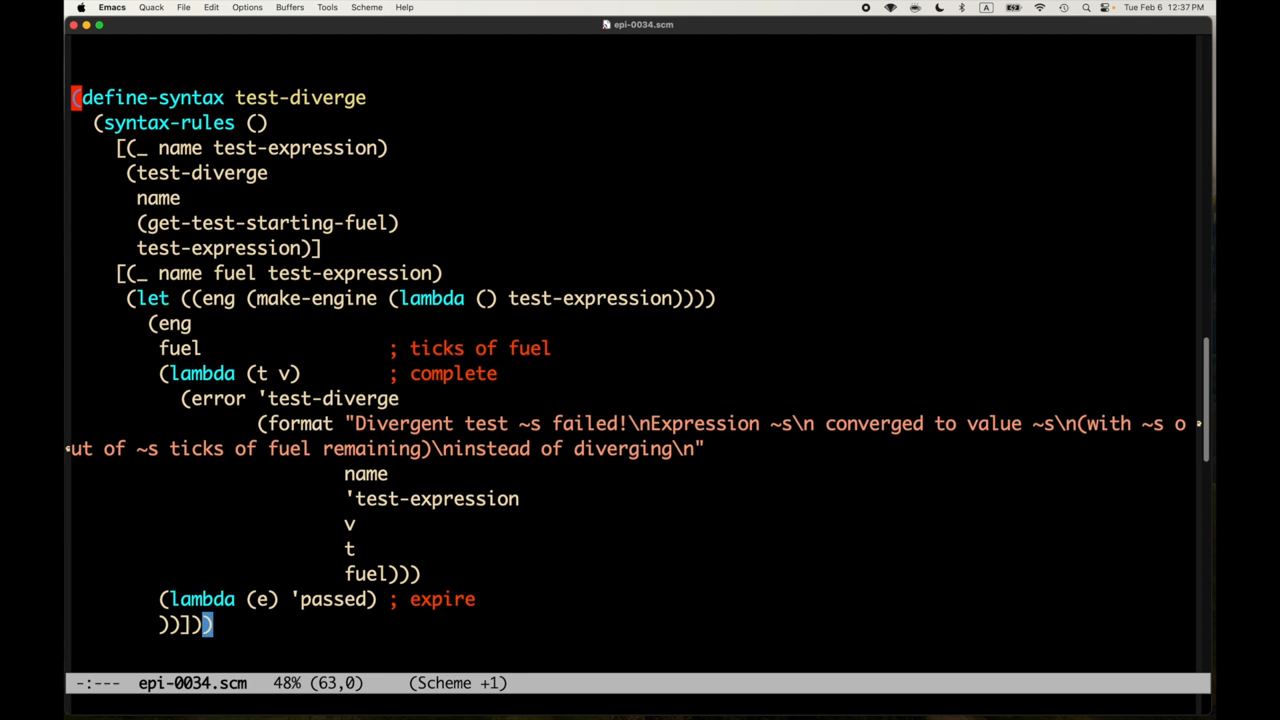 Emacs Quack File Edit Options Buffers Tools Scheme Help A Tue Feb 6 12:37 PM
epi-0034.scm
(define-syntax test-diverge
(syntax-rules ()
[(_ name test-expression)
(test-diverge
name
(get-test-starting-fuel)
test-expression)]
[(_ name fuel test-expression)
(let ((eng (make-engine (lambda () test-expression))))
(eng
fuel ; ticks of fuel
(lambda (t v) ; complete
(error 'test-diverge
(format "Divergent test ~s failed!\nExpression ~s\n converged to value ~s\n(with ~s o
ut of ~s ticks of fuel remaining)\ninstead of diverging\n"
name
'test-expression
v
t
fuel)))
(lambda (e) 'passed) ; expire
))]))
-:--- epi-0034.scm 48% (63,0) (Scheme +1)